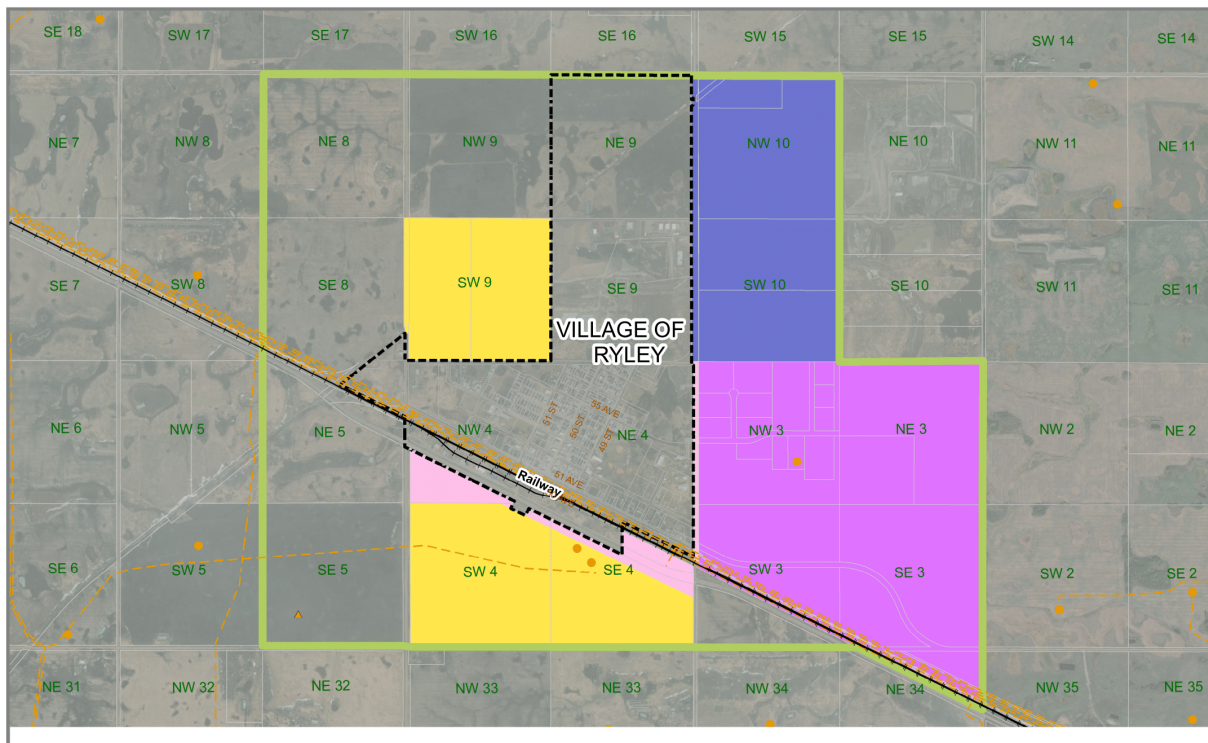 SE 18
SW 17
SE 17
SW 16
SE 16
SW 15
SE 15
SW 14
SE 14
NE 7
NW 8
NE 8
NW 9
NE 9
NW 10
NE 10
NW 11
NE 11
SE 7
SW 8
SE 8
SW 9
SE 9
SW 10
SE 10
SW 11
SE 11
VILLAGE OF
RYLEY
NE 6
NW 5
NE 5
NW 4
51 ST
50 ST
55 AVE
49 ST
NE 4
NW 3
NE 3
NW 2
NE 2
51 AVE
Railway
SE 6
SW 5
SE 5
SW 4
SE 4
SW 3
SE 3
SW 2
SE 2
NE 31
NW 32
NE 32
NW 33
NE 33
NW 34
NE 34
NW 35
NE 35